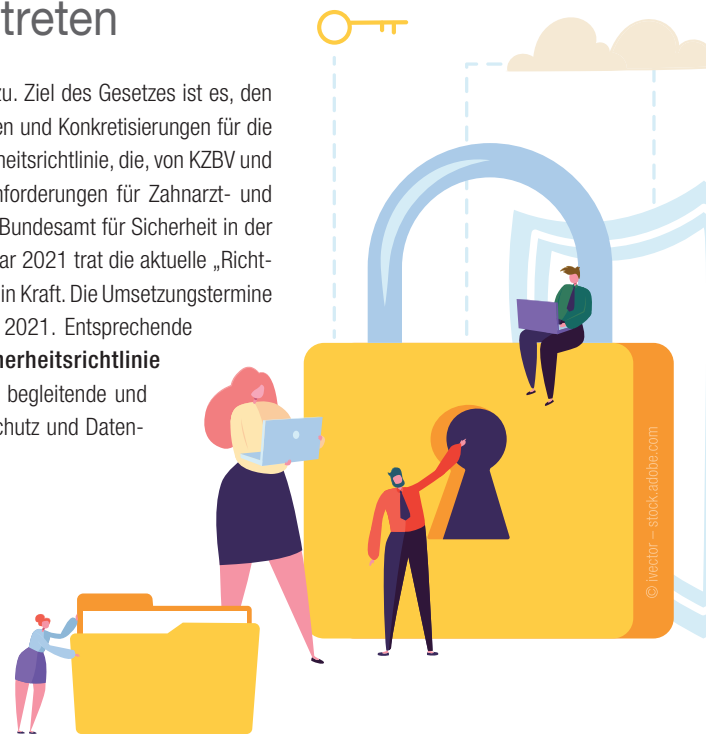 treten
zu. Ziel des Gesetzes ist es, den
en und Konkretisierungen für die
heitsrichtlinie, die, von KZBV und
nforderungen für Zahnarzt- und
Bundesamt für Sicherheit in der
ar 2021 trat die aktuelle „Richt-
in Kraft. Die Umsetzungstermine
2021. Entsprechende
herheitsrichtlinie
begleitende und
chutz und Daten-
© ivector – stock.adobe.com